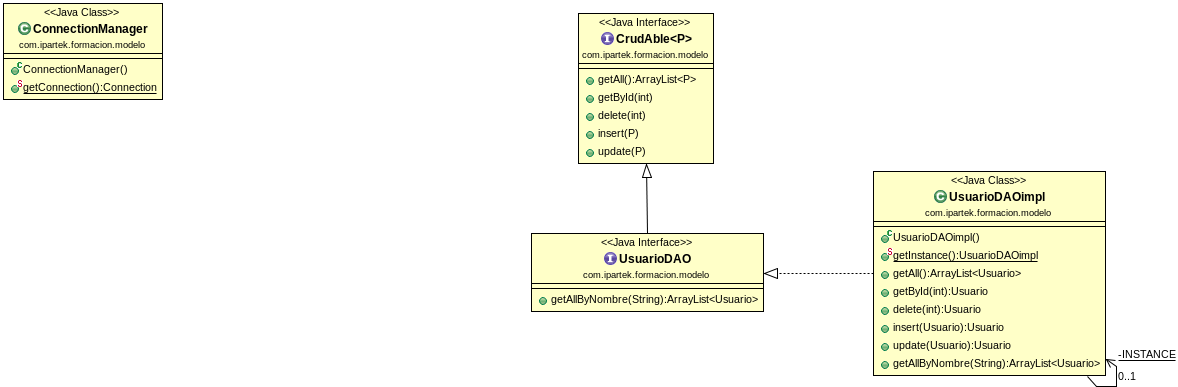 <<Java Class>>
ConnectionManager
com.ipartek.formacion.modelo
ConnectionManager()
getConnection():Connection
<<Java Interface>>
CrudAble<P>
com.ipartek.formacion.modelo
getAll():ArrayList<P>
getById(int)
delete(int)
insert(P)
update(P)
<<Java Interface>>
UsuarioDAO
com.ipartek.formacion.modelo
getAllByNombre(String):ArrayList<Usuario>
<<Java Class>>
UsuarioDAOimpl
com.ipartek.formacion.modelo
UsuarioDAOimpl()
getInstance():UsuarioDAOimpl
getAll():ArrayList<Usuario>
getById(int):Usuario
delete(int):Usuario
insert(Usuario):Usuario
update(Usuario):Usuario
getAllByNombre(String):ArrayList<Usuario>
-INSTANCE
0..1